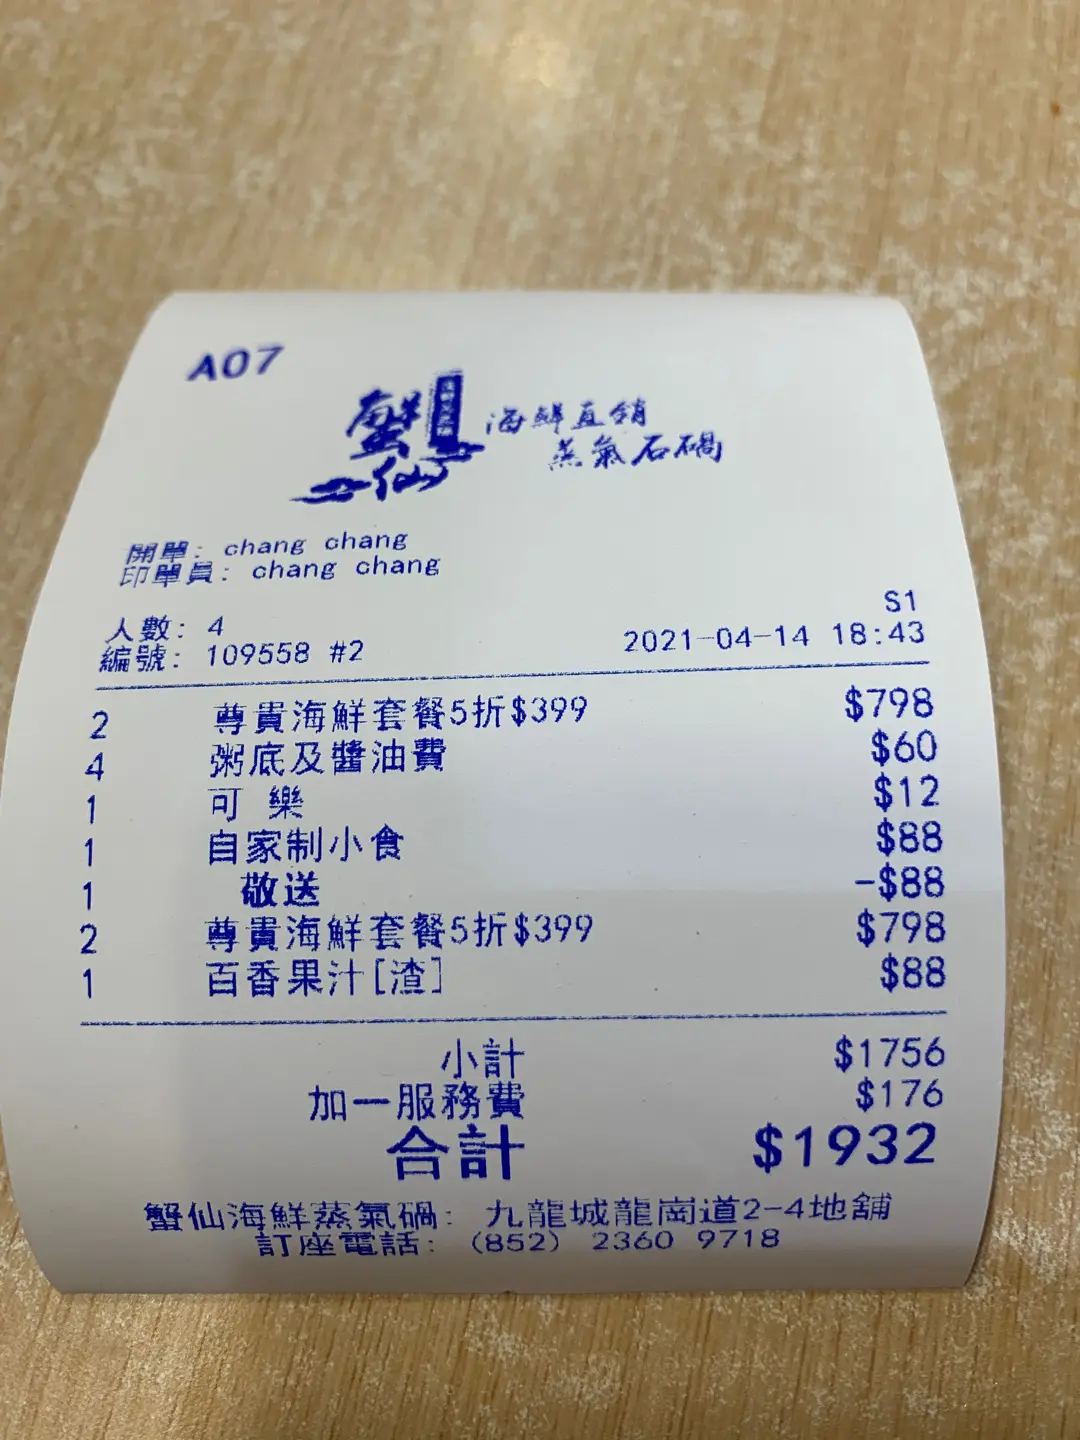 A07
蟹仙 海鮮直銷
蒸氣石鍋
開單: chang chang
印單員: chang chang
S1
人數: 4
編號: 109558 #2 2021-04-14 18:43
2 尊貴海鮮套餐5折$399 $798
4 粥底及醬油費 $60
1 可 樂 $12
1 自家制小食 $88
1 敬送 -$88
2 尊貴海鮮套餐5折$399 $798
1 百香果汁[渣] $88
小計 $1756
加一服務費 $176
合計 $1932
蟹仙海鮮蒸氣鍋: 九龍城龍崗道2-4地舖
訂座電話: (852) 2360 9718